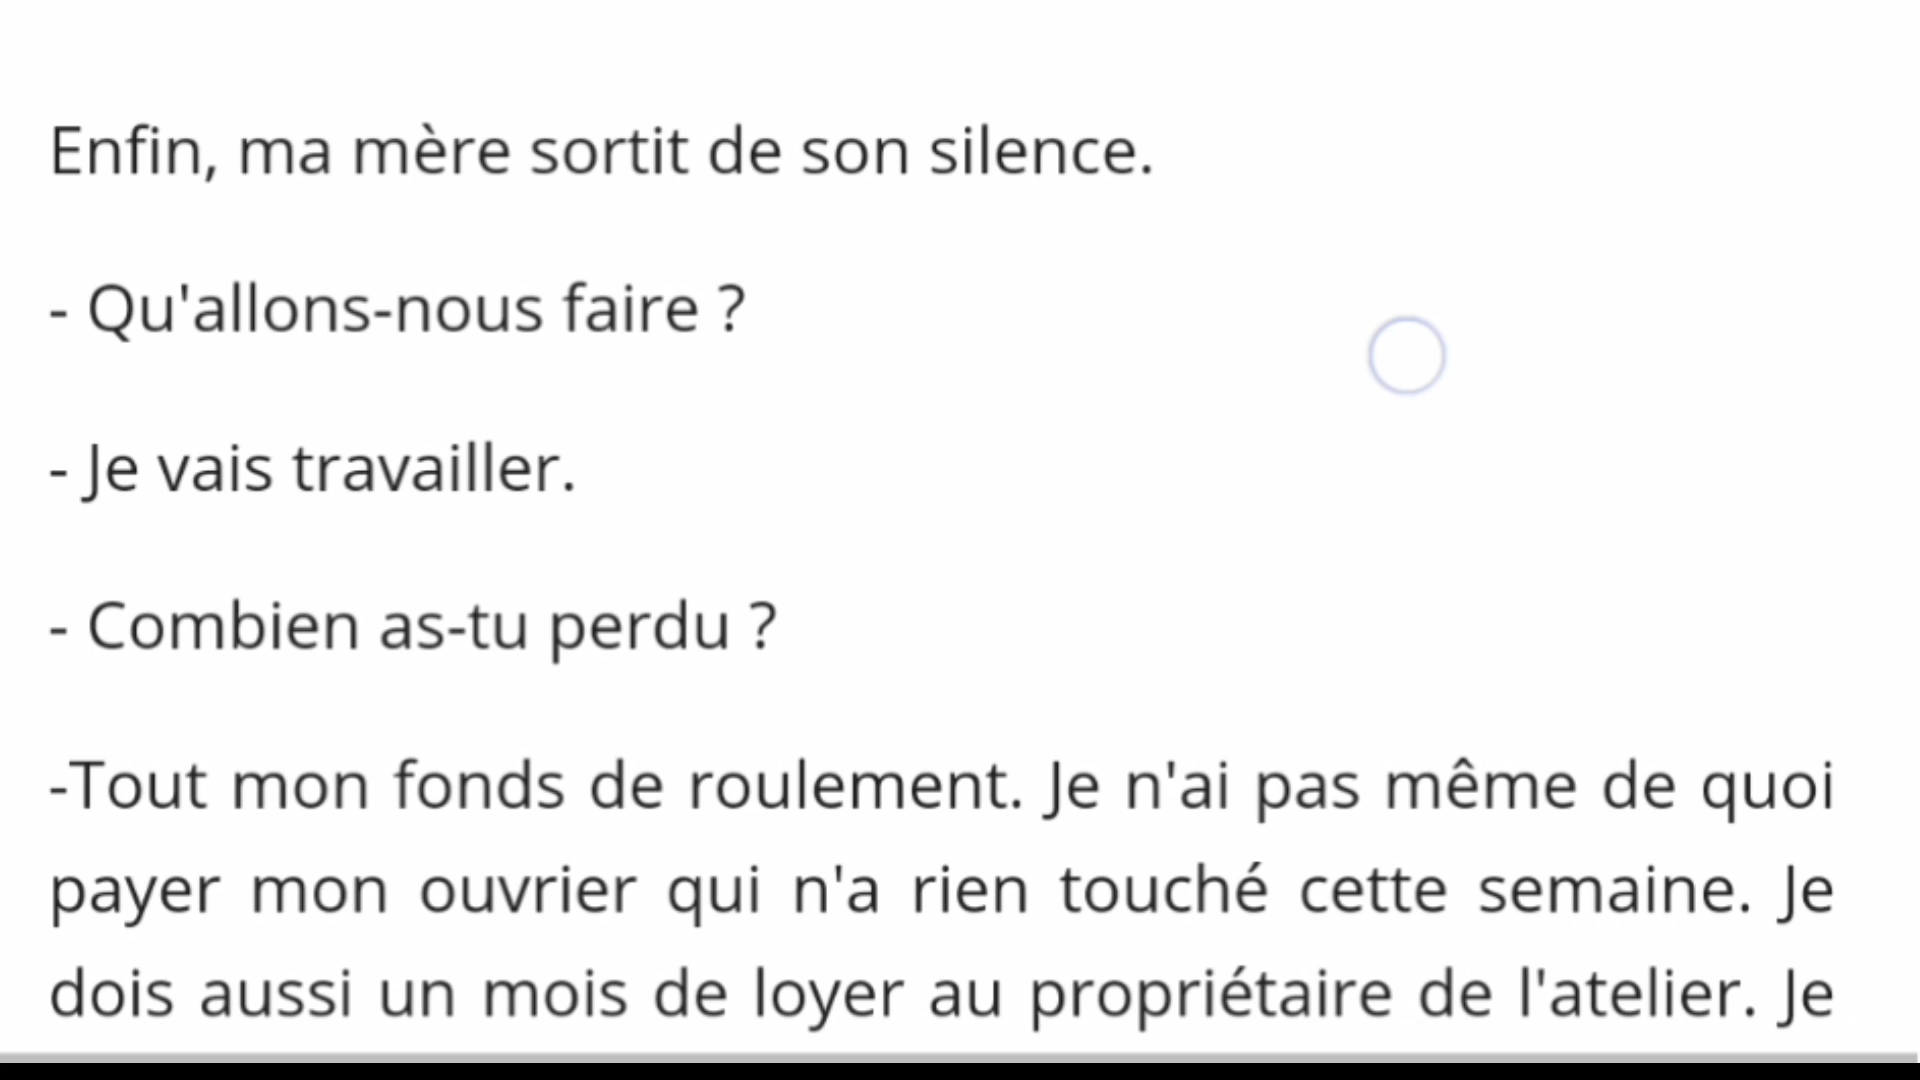 Enfin, ma mère sortit de son silence.
- Qu'allons-nous faire ?
- Je vais travailler.
- Combien as-tu perdu ?
-Tout mon fonds de roulement. Je n'ai pas même de quoi
payer mon ouvrier qui n'a rien touché cette semaine. Je
dois aussi un mois de loyer au propriétaire de l'atelier. Je